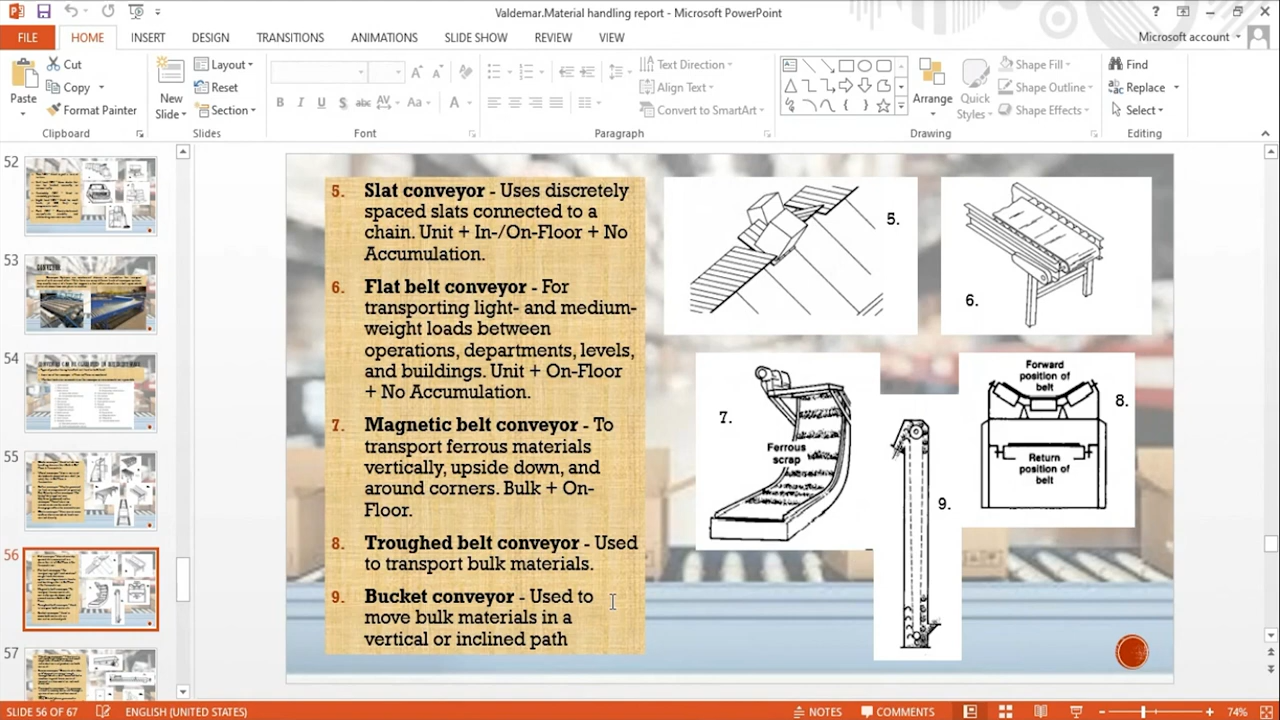 Valdemar.Material handling report - Microsoft PowerPoint
Microsoft account
FILE HOME INSERT DESIGN TRANSITIONS ANIMATIONS SLIDE SHOW REVIEW VIEW
Cut
Copy
Format Painter
Paste
Clipboard
New Slide
Layout
Reset
Section
Slides
Font
Text Direction
Align Text
Convert to SmartArt
Paragraph
Arrange
Quick Styles
Shape Fill
Shape Outline
Shape Effects
Drawing
Find
Replace
Select
Editing
52
53
54
55
56
57
5. Slat conveyor - Uses discretely
spaced slats connected to a
chain. Unit + In-/On-Floor + No
Accumulation.
6. Flat belt conveyor - For
transporting light- and medium-
weight loads between
operations, departments, levels,
and buildings. Unit + On-Floor
+ No Accumulation.
7. Magnetic belt conveyor - To
transport ferrous materials
vertically, upside down, and
around corners. Bulk + On-
Floor.
8. Troughed belt conveyor - Used
to transport bulk materials.
9. Bucket conveyor - Used to
move bulk materials in a
vertical or inclined path
5.
6.
7.
Ferrous
scrap
Forward
position of
belt
8.
Return
position of
belt
9.
SLIDE 56 OF 67
ENGLISH (UNITED STATES)
NOTES
COMMENTS
74%